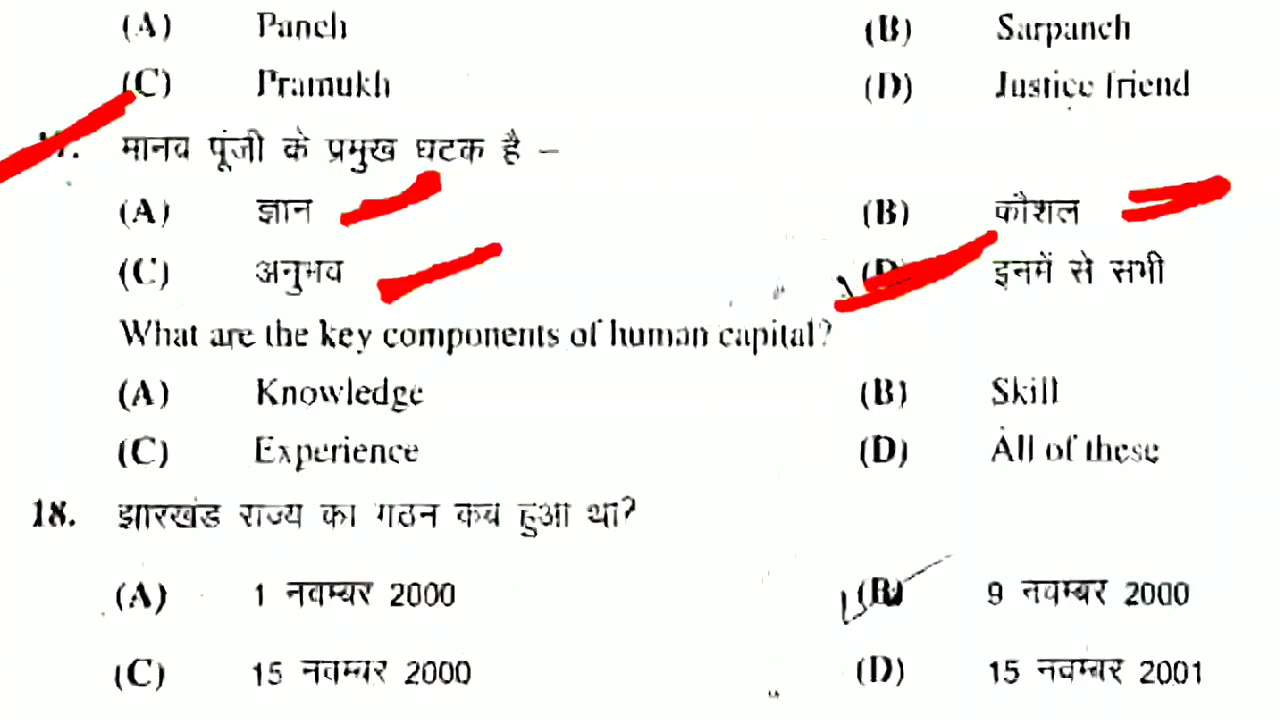 (A) Panch (B) Sarpanch
(C) Pramukh (D) Justice friend
17. मानव पूंजी के प्रमुख घटक है –
(A) ज्ञान (B) कौशल
(C) अनुभव (D) इनमें से सभी
What are the key components of human capital?
(A) Knowledge (B) Skill
(C) Experience (D) All of these
18. झारखंड राज्य का गठन कब हुआ था?
(A) 1 नवम्बर 2000 (B) 9 नवम्बर 2000
(C) 15 नवम्बर 2000 (D) 15 नवम्बर 2001